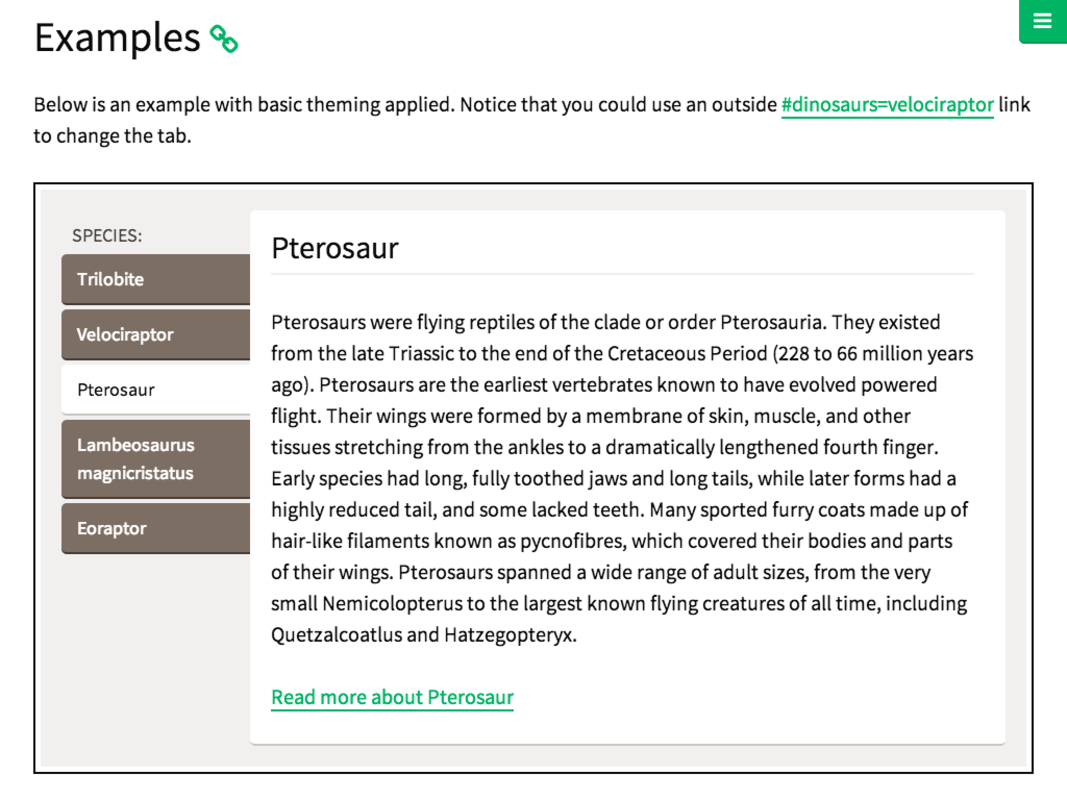 Examples
Below is an example with basic theming applied. Notice that you could use an outside #dinosaurs=velociraptor link
to change the tab.
SPECIES:
Trilobite
Velociraptor
Pterosaur
Lambeosaurus
magnicristatus
Eoraptor
Pterosaur
Pterosaurs were flying reptiles of the clade or order Pterosauria. They existed
from the late Triassic to the end of the Cretaceous Period (228 to 66 million years
ago). Pterosaurs are the earliest vertebrates known to have evolved powered
flight. Their wings were formed by a membrane of skin, muscle, and other
tissues stretching from the ankles to a dramatically lengthened fourth finger.
Early species had long, fully toothed jaws and long tails, while later forms had a
highly reduced tail, and some lacked teeth. Many sported furry coats made up of
hair-like filaments known as pycnofibres, which covered their bodies and parts
of their wings. Pterosaurs spanned a wide range of adult sizes, from the very
small Nemicolopterus to the largest known flying creatures of all time, including
Quetzalcoatlus and Hatzegopteryx.
Read more about Pterosaur